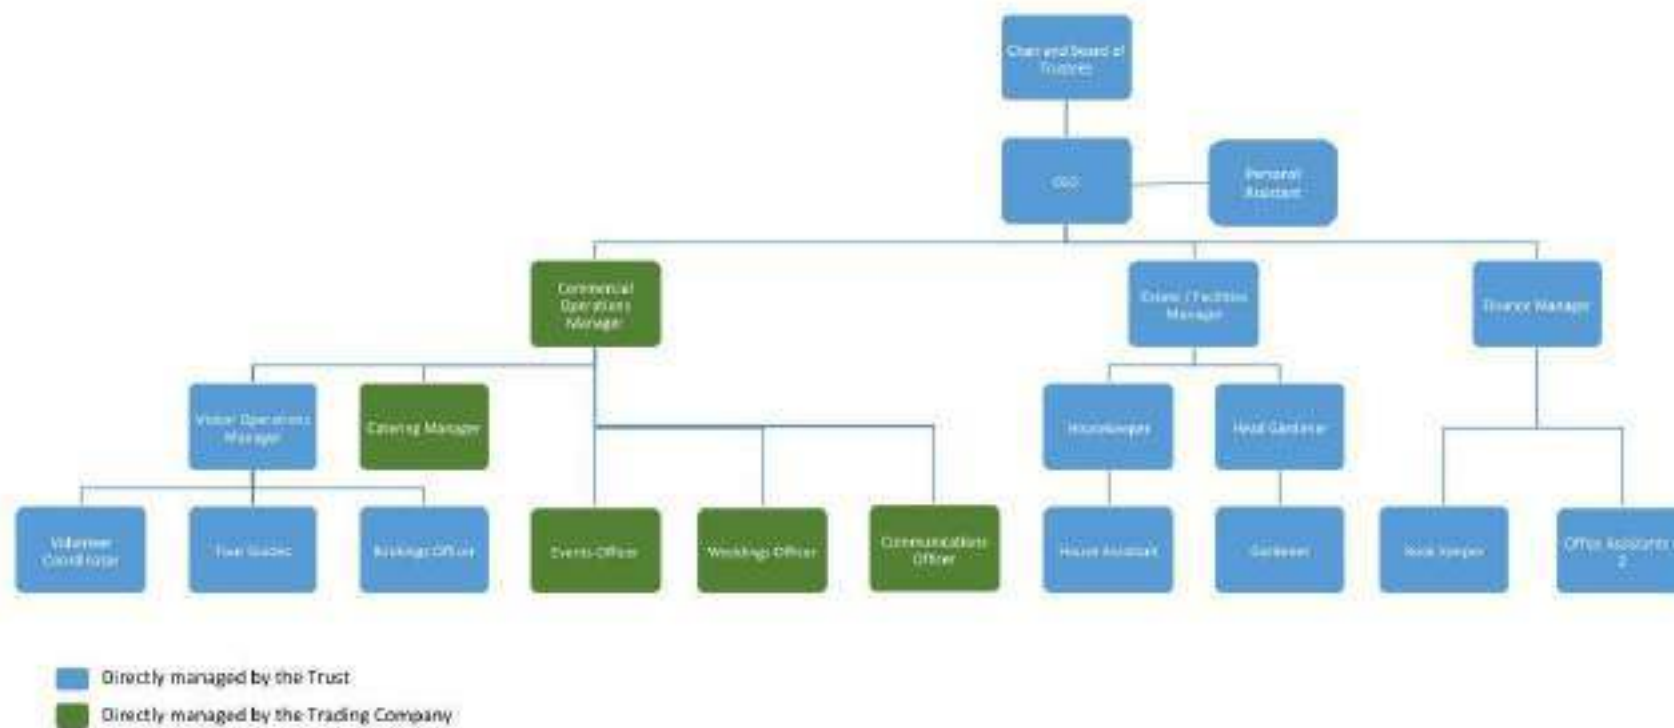 Chair and Board of
Trustees
CEO
Personal
Assistant
Commercial
Operations
Manager
Estate / Facilities
Manager
Finance Manager
Visitor Operations
Manager
Catering Manager
Housekeeper
Head Gardener
Volunteer
Coordinator
Tour Guides
Bookings Officer
Events Officer
Weddings Officer
Communications
Officer
House Assistant
Gardener
Book Keeper
Office Assistants
2
Directly managed by the Trust
Directly managed by the Trading Company